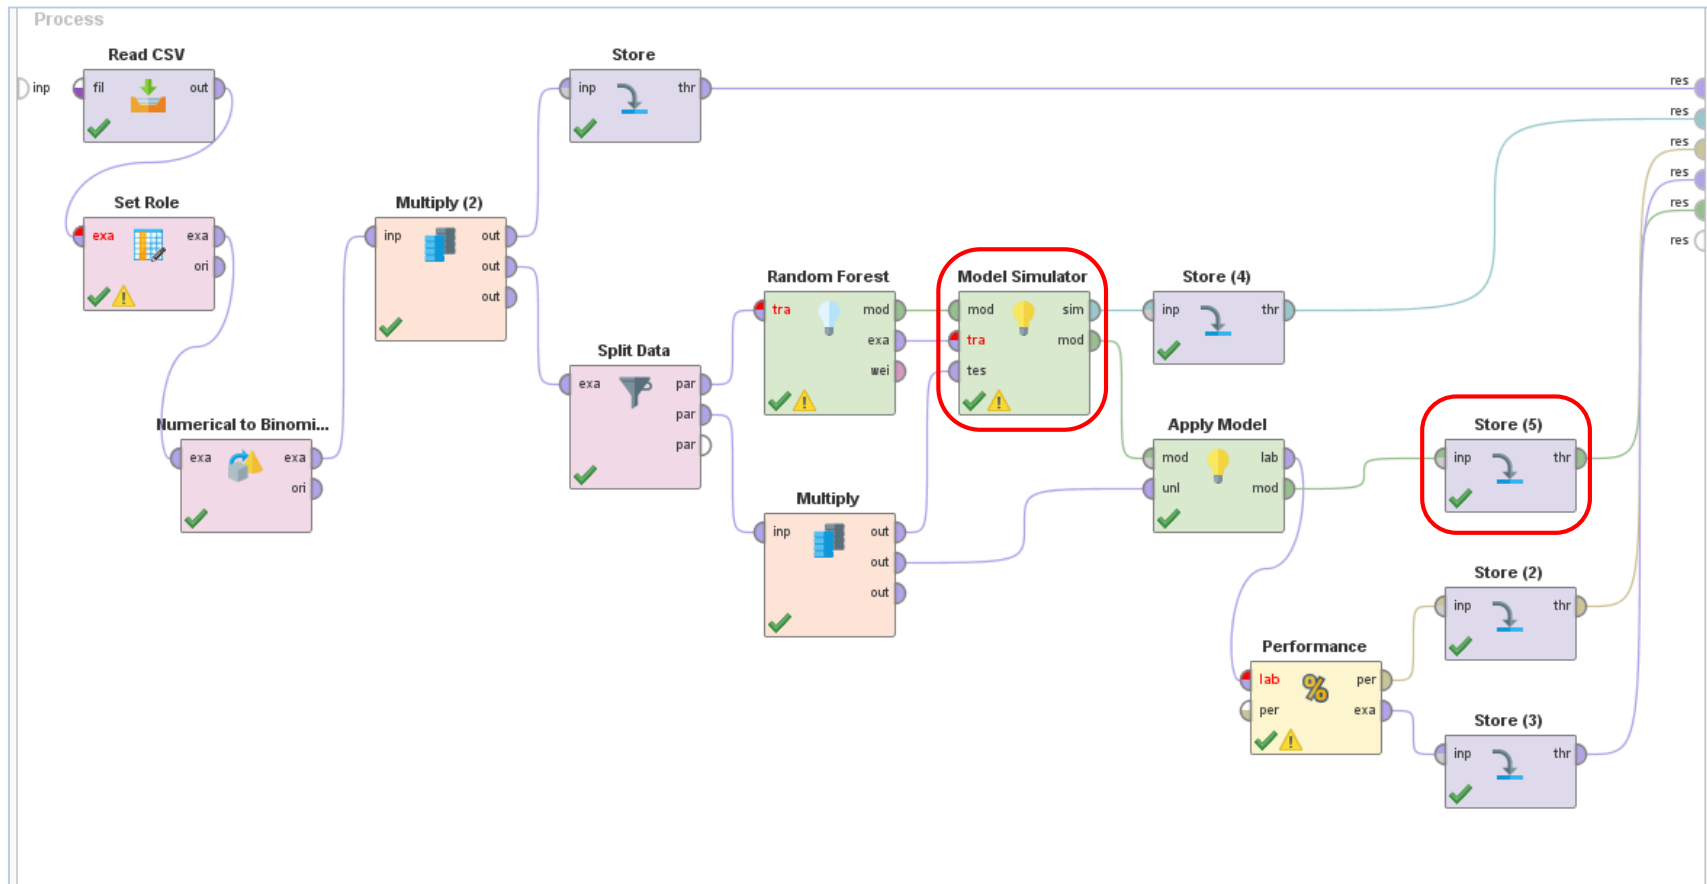 Process
Read CSV
inp
fil
out
Store
inp
thr
res
res
res
res
res
res
Set Role
exa
exa
ori
Multiply (2)
inp
out
out
out
Random Forest
tra
mod
exa
wei
Model Simulator
mod
sim
tra
mod
tes
Store (4)
inp
thr
Split Data
exa
par
par
par
Numerical to Binomi...
exa
exa
ori
Apply Model
mod
lab
unl
mod
Store (5)
inp
thr
Multiply
inp
out
out
out
Store (2)
inp
thr
Performance
lab
per
per
exa
%
Store (3)
inp
thr